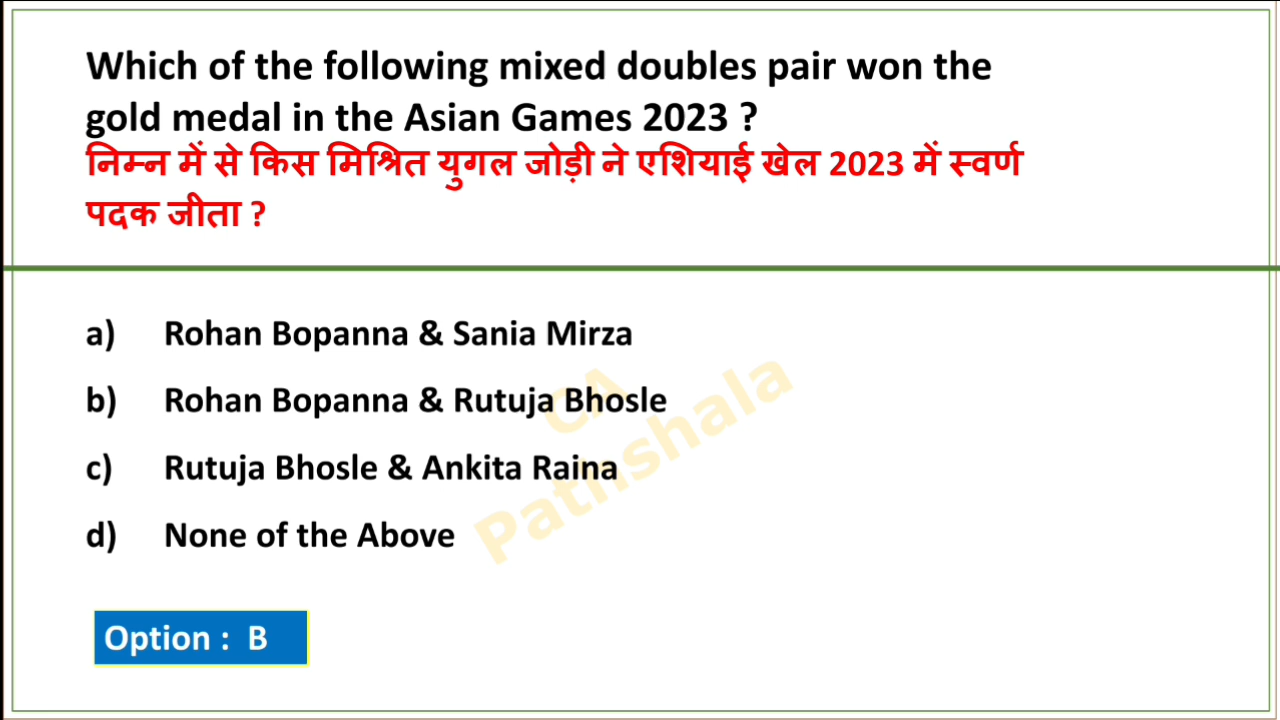 Which of the following mixed doubles pair won the
gold medal in the Asian Games 2023 ?
निम्न में से किस मिश्रित युगल जोड़ी ने एशियाई खेल 2023 में स्वर्ण
पदक जीता ?
a) Rohan Bopanna & Sania Mirza
b) Rohan Bopanna & Rutuja Bhosle
c) Rutuja Bhosle & Ankita Raina
d) None of the Above
CA
Pathshala
Option : B